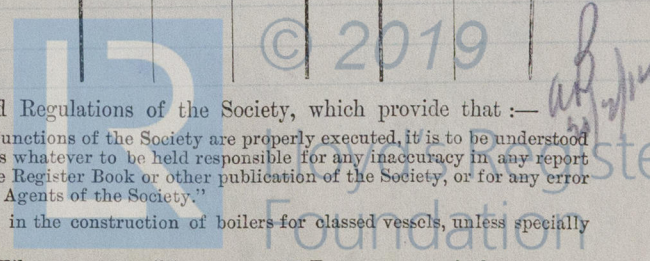 © 2019
Regulations of the Society, which provide that :—
unctions of the Society are properly executed, it is to be understood
s whatever to be held responsible for any inaccuracy in any report
e Register Book or other publication of the Society, or for any error
Agents of the Society."
in the construction of boilers for classed vessels, unless specially
LR
Lloyd's Registe
Foundation